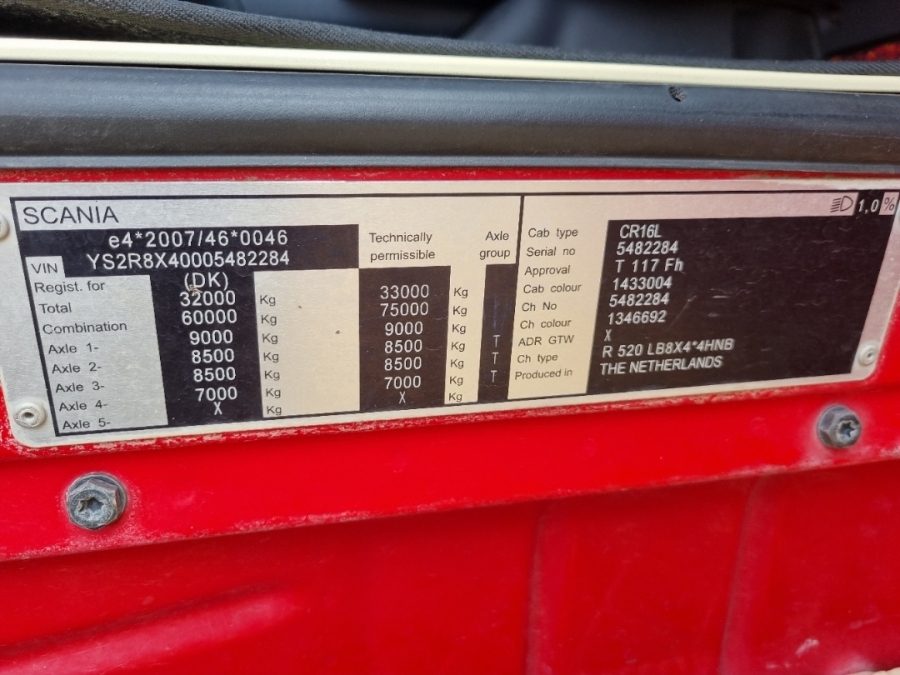 SCANIA
e4*2007/46*0046
VIN YS2R8X40005482284
Regist. for (DK)
Technically permissible
Axle group
Total 32000 Kg 33000 Kg
Combination 60000 Kg 75000 Kg
Axle 1- 9000 Kg 9000 Kg
Axle 2- 8500 Kg 8500 Kg T
Axle 3- 8500 Kg 8500 Kg T
Axle 4- 7000 Kg 7000 Kg T
Axle 5- X Kg X Kg
1,0 %
Cab type CR16L
Serial no 5482284
Approval T 117 Fh
Cab colour 1433004
Ch No 5482284
Ch colour 1346692
ADR GTW X
Ch type R 520 LB8X4*4HNB
Produced in THE NETHERLANDS